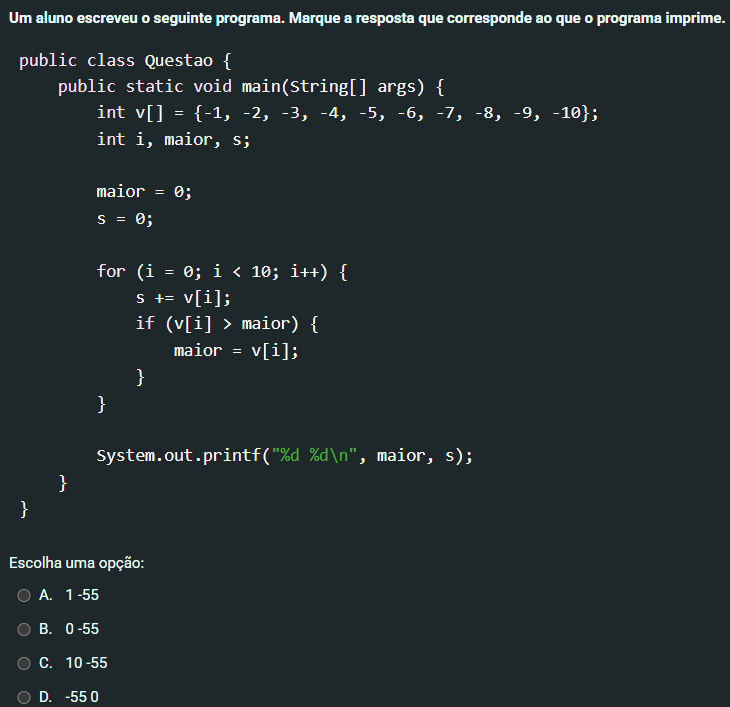 Um aluno escreveu o seguinte programa. Marque a resposta que corresponde ao que o programa imprime.
public class Questao {
    public static void main(String[] args) {
        int v[] = {-1, -2, -3, -4, -5, -6, -7, -8, -9, -10};
        int i, maior, s;
        maior = 0;
        s = 0;
        for (i = 0; i < 10; i++) {
            s += v[i];
            if (v[i] > maior) {
                maior = v[i];
            }
        }
        System.out.printf("%d %d\n", maior, s);
    }
}
Escolha uma opção:
A. 1 -55
B. 0 -55
C. 10 -55
D. -55 0